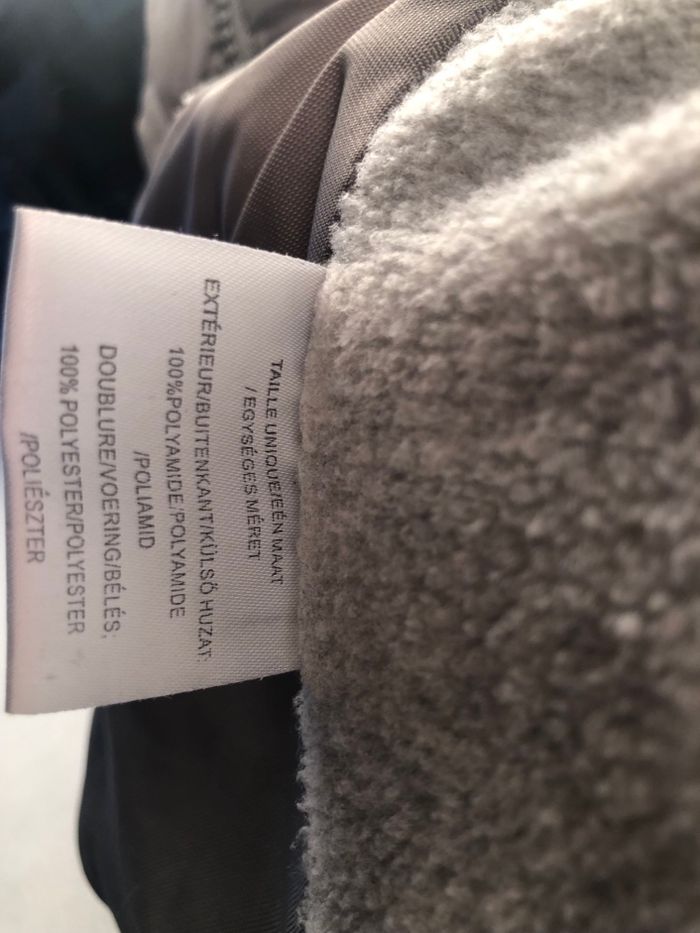 TAILLE UNIQUE/EÉN MAAT
/ EGYSÉGES MÉRET
EXTÉRIEUR/BUITENKANT/KÜLSŐ HUZAT:
100%POLYAMIDE/POLYAMIDE
/POLIAMID
DOUBLURE/VOERING/BÉLÉS:
100% POLYESTER/POLYESTER
/POLIÉSZTER